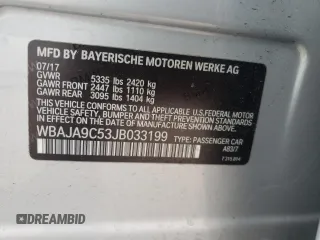 MFD BY BAYERISCHE MOTOREN WERKE AG
07/17
GVWR 5335 lbs 2420 kg
GAWR FRONT 2447 lbs 1110 kg
GAWR REAR 3095 lbs 1404 kg
THIS VEHICLE CONFORMS TO ALL APPLICABLE
FEDERAL MOTOR VEHICLE SAFETY, BUMPER, AND
THEFT PREVENTION STANDARDS IN EFFECT ON THE
DATE OF MANUFACTURE SHOWN ABOVE.
WBAJA9C53JB033199 TYPE: PASSENGER CAR
A83/7
DREAMBID